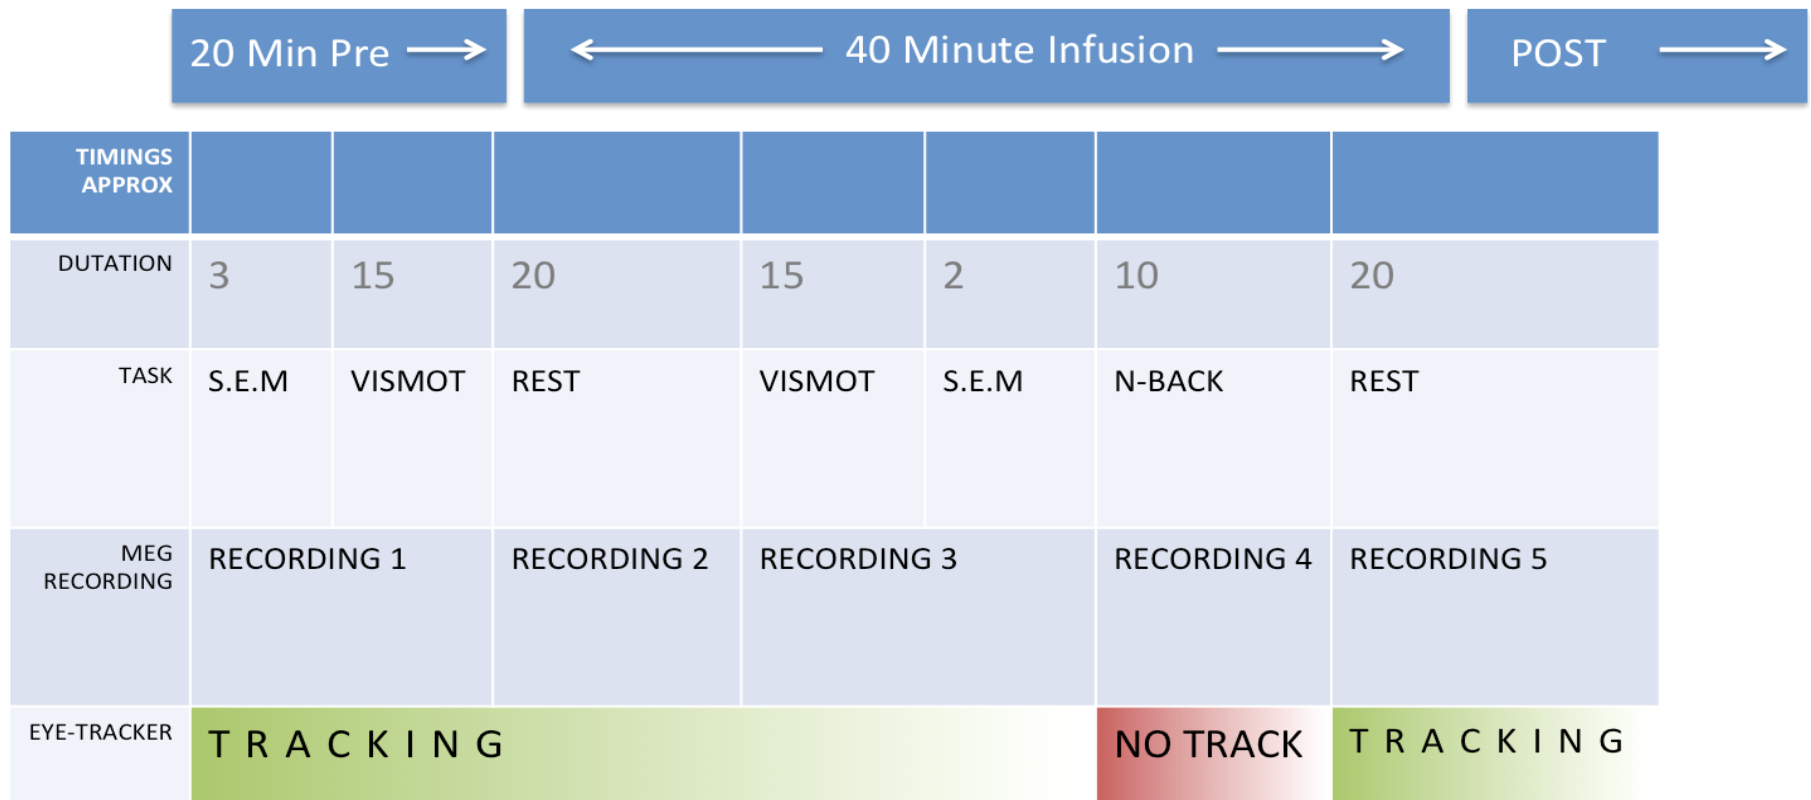 20 Min Pre
40 Minute Infusion
POST
TIMINGS
APPROX
DUTATION 3 15 20 15 2 10 20
TASK S.E.M VISMOT REST VISMOT S.E.M N-BACK REST
MEG
RECORDING
RECORDING 1 RECORDING 2 RECORDING 3 RECORDING 4 RECORDING 5
EYE-TRACKER T R A C K I N G NO TRACK T R A C K I N G